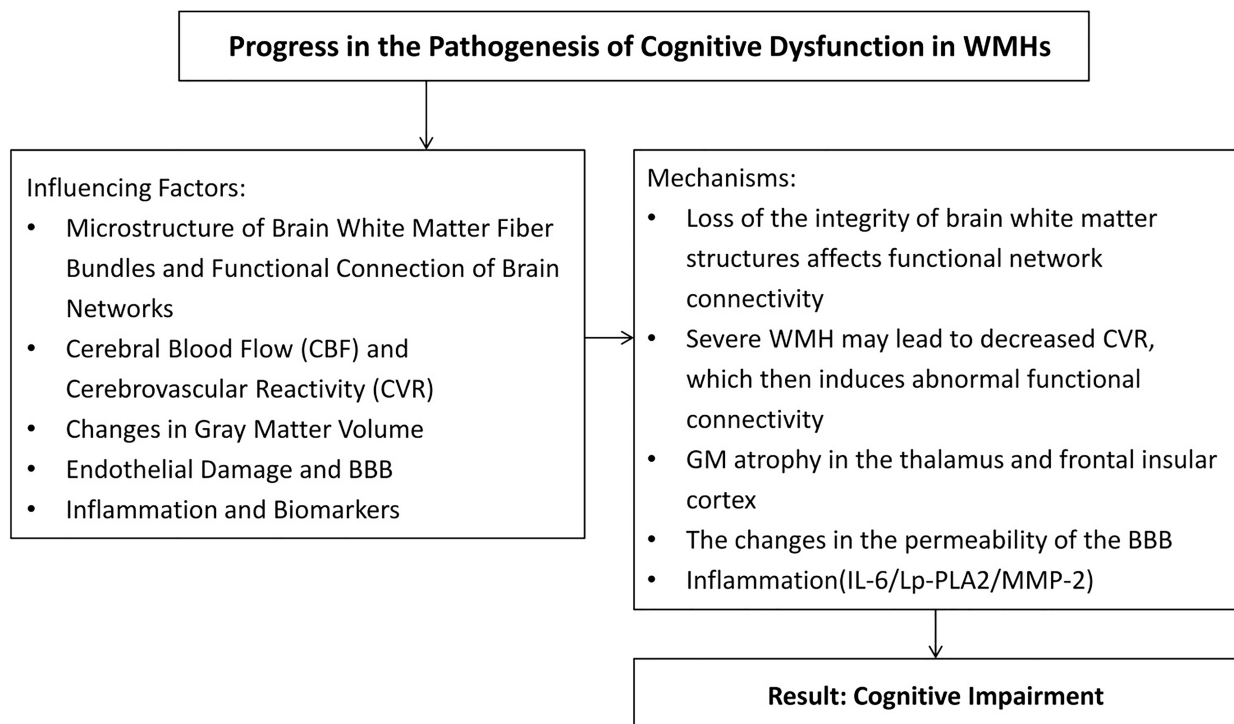 Progress in the Pathogenesis of Cognitive Dysfunction in WMHs
Influencing Factors:
• Microstructure of Brain White Matter Fiber
Bundles and Functional Connection of Brain
Networks
• Cerebral Blood Flow (CBF) and
Cerebrovascular Reactivity (CVR)
• Changes in Gray Matter Volume
• Endothelial Damage and BBB
• Inflammation and Biomarkers
Mechanisms:
• Loss of the integrity of brain white matter
structures affects functional network
connectivity
• Severe WMH may lead to decreased CVR,
which then induces abnormal functional
connectivity
• GM atrophy in the thalamus and frontal insular
cortex
• The changes in the permeability of the BBB
• Inflammation(IL-6/Lp-PLA2/MMP-2)
Result: Cognitive Impairment